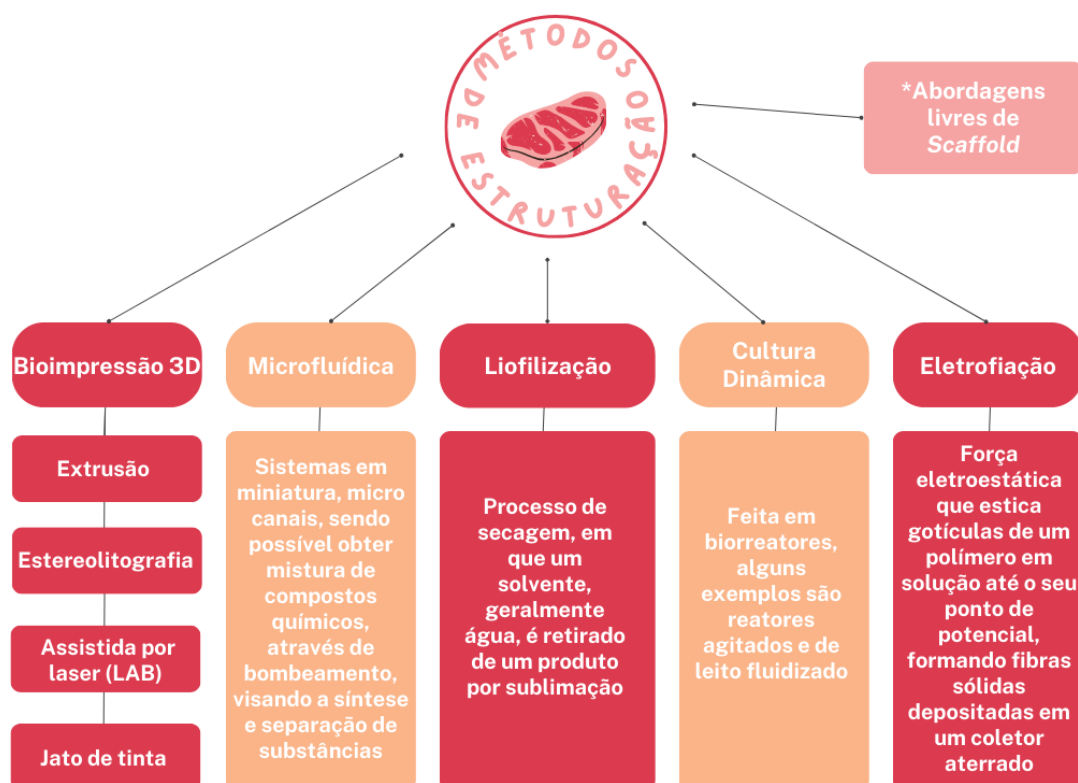 MÉTODOS
DE ESTRUTURAÇÃO
*Abordagens
livres de
Scaffold
Bioimpressão 3D
Extrusão
Estereolitografia
Assistida por
laser (LAB)
Jato de tinta
Microfluídica
Sistemas em
miniatura, micro
canais, sendo
possível obter
mistura de
compostos
químicos,
através de
bombeamento,
visando a síntese
e separação de
substâncias
Liofilização
Processo de
secagem, em
que um
solvente,
geralmente
água, é retirado
de um produto
por sublimação
Cultura
Dinâmica
Feita em
biorreatores,
alguns
exemplos são
reatores
agitados e de
leito fluidizado
Eletrofiação
Força
eletroestática
que estica
gotículas de um
polímero em
solução até o seu
ponto de
potencial,
formando fibras
sólidas
depositadas em
um coletor
aterrado